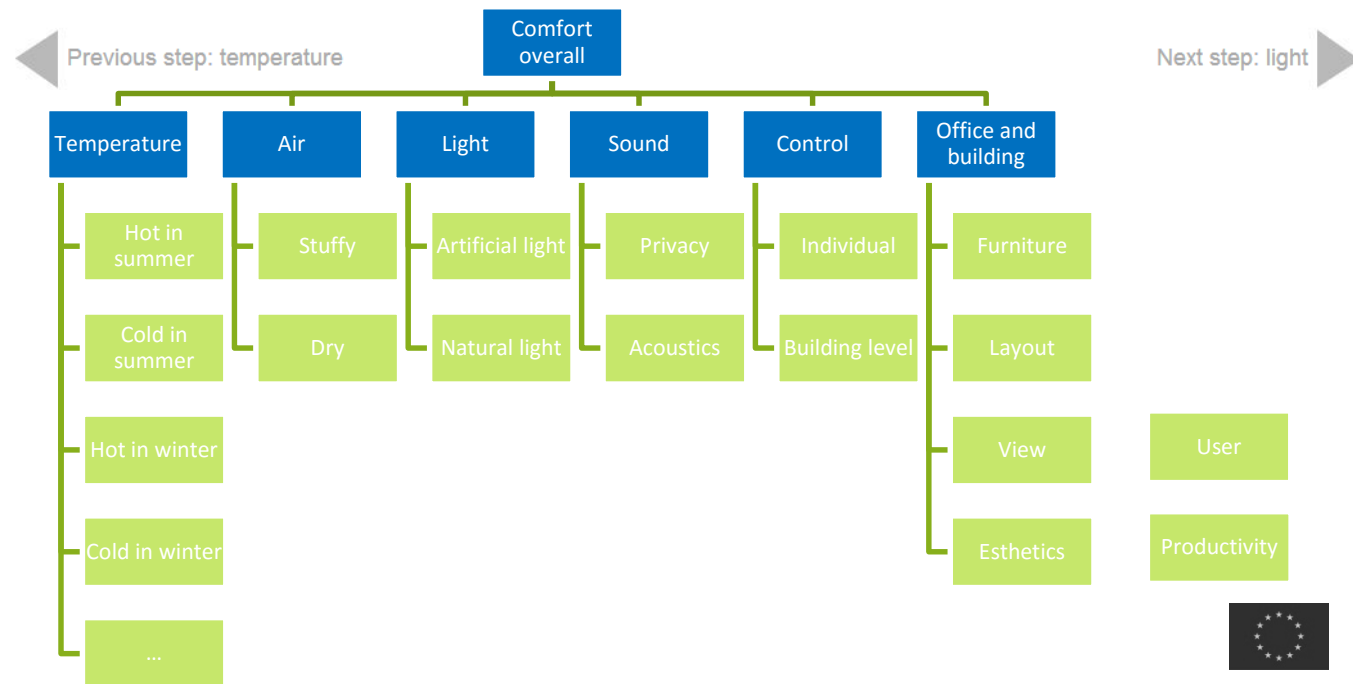 Comfort
overall
Previous step: temperature
Next step: light
Temperature
Air
Light
Sound
Control
Office and
building
Hot in
summer
Stuffy
Artificial light
Privacy
Individual
Furniture
Cold in
summer
Dry
Natural light
Acoustics
Building level
Layout
Hot in winter
View
User
Cold in winter
Esthetics
Productivity
...